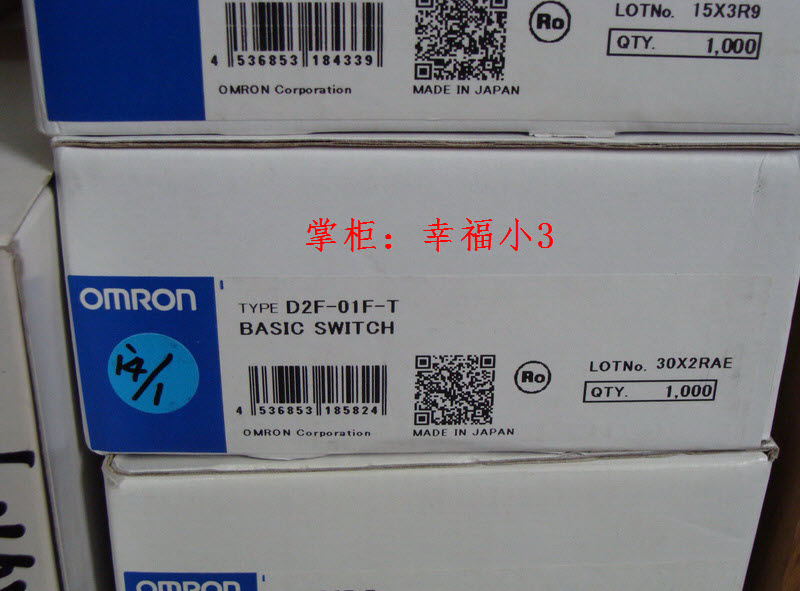 LOTNo. 15X3R9
Ro
QTY. 1,000
4 536853 184339
OMRON Corporation
MADE IN JAPAN
掌柜：幸福小3
OMRON
TYPE D2F-01F-T
BASIC SWITCH
14/1
4 536853 185824
OMRON Corporation
MADE IN JAPAN
Ro
LOTNo. 30X2RAE
QTY. 1,000
OMRON